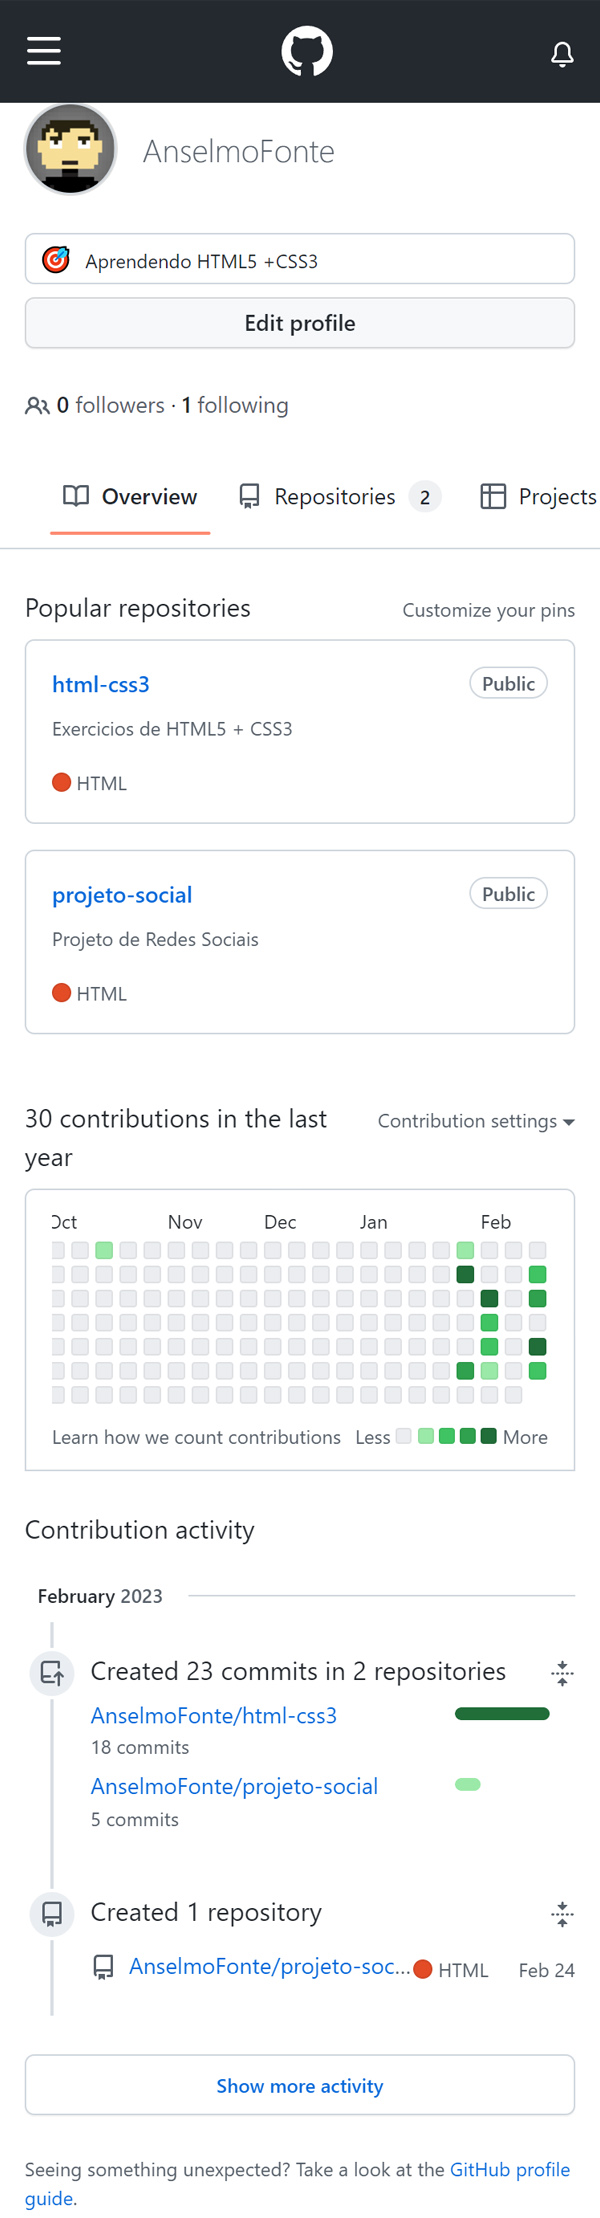 AnselmoFonte
Aprendendo HTML5 +CSS3
Edit profile
0 followers · 1 following
Overview Repositories 2 Projects
Popular repositories Customize your pins
html-css3 Public
Exercicios de HTML5 + CSS3
HTML
projeto-social Public
Projeto de Redes Sociais
HTML
30 contributions in the last Contribution settings
year
Oct Nov Dec Jan Feb
Learn how we count contributions Less More
Contribution activity
February 2023
Created 23 commits in 2 repositories
AnselmoFonte/html-css3
18 commits
AnselmoFonte/projeto-social
5 commits
Created 1 repository
AnselmoFonte/projeto-soc... HTML Feb 24
Show more activity
Seeing something unexpected? Take a look at the GitHub profile
guide.